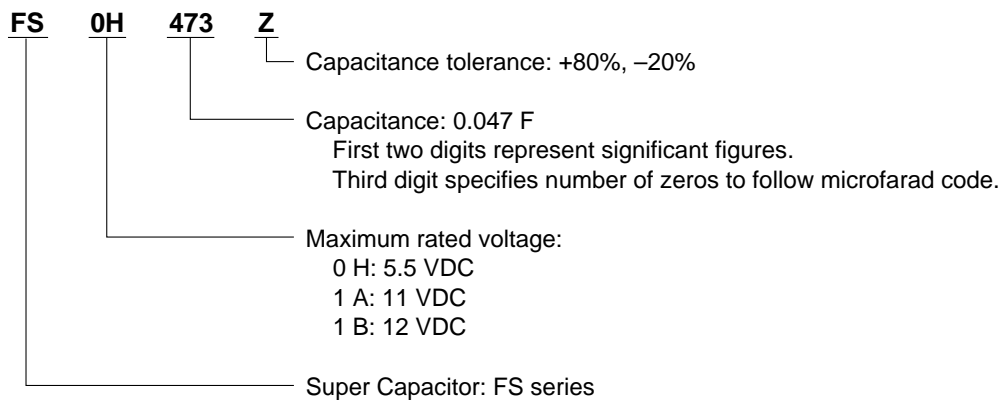 FS 0H 473 Z
Capacitance tolerance: +80%, –20%
Capacitance: 0.047 F
First two digits represent significant figures.
Third digit specifies number of zeros to follow microfarad code.
Maximum rated voltage:
0 H: 5.5 VDC
1 A: 11 VDC
1 B: 12 VDC
Super Capacitor: FS series